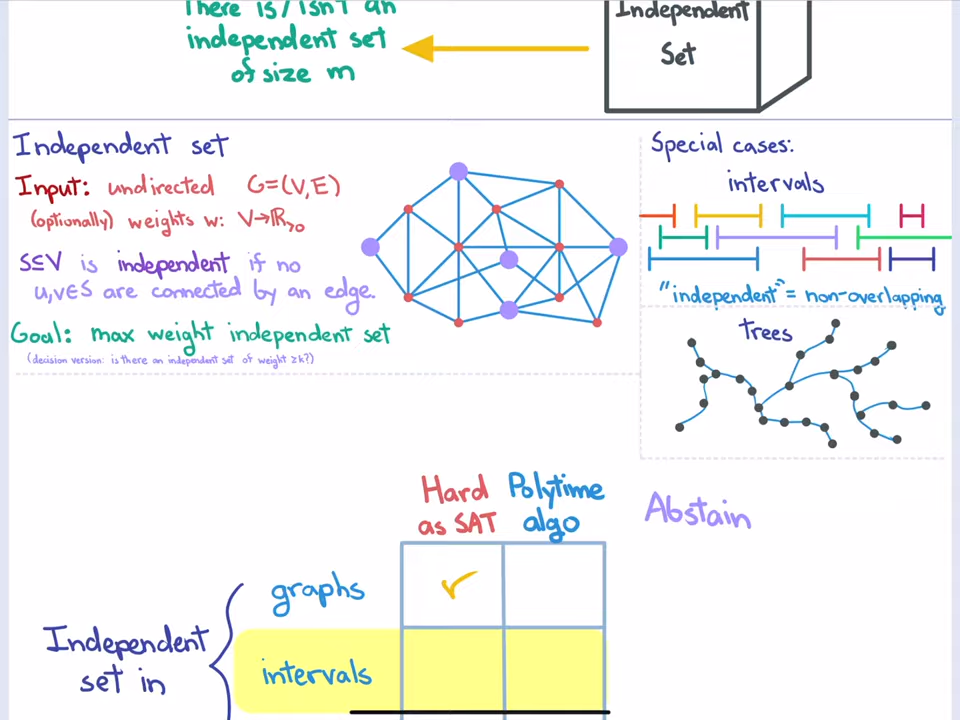 There is/isn't an
independent set
of size m
Independent
Set
Independent set
Input: undirected G=(V,E)
(optionally) weights w: V→ℝ>0
S⊆V is independent if no
u,v∈S are connected by an edge.
Goal: max weight independent set
(decision version: is there an independent set of weight ≥k?)
Special cases:
intervals
"independent" = non-overlapping
trees
Hard as SAT
Polytime algo
Abstain
graphs
Independent
set in
intervals